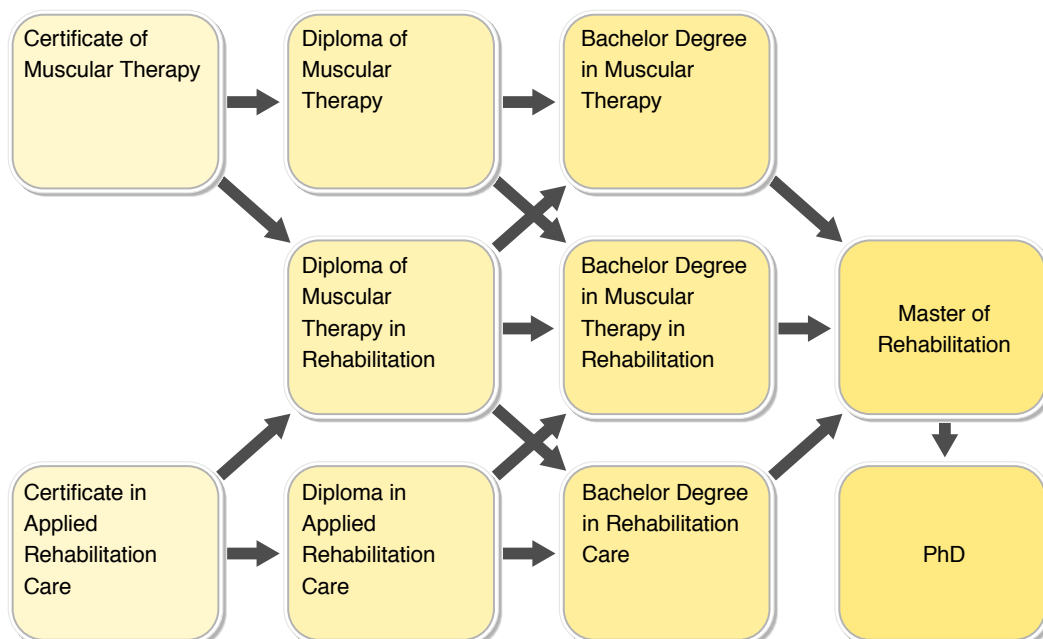 Certificate of
Muscular Therapy
Diploma of
Muscular
Therapy
Bachelor Degree
in Muscular
Therapy
Diploma of
Muscular
Therapy in
Rehabilitation
Bachelor Degree
in Muscular
Therapy in
Rehabilitation
Master of
Rehabilitation
Certificate in
Applied
Rehabilitation
Care
Diploma in
Applied
Rehabilitation
Care
Bachelor Degree
in Rehabilitation
Care
PhD